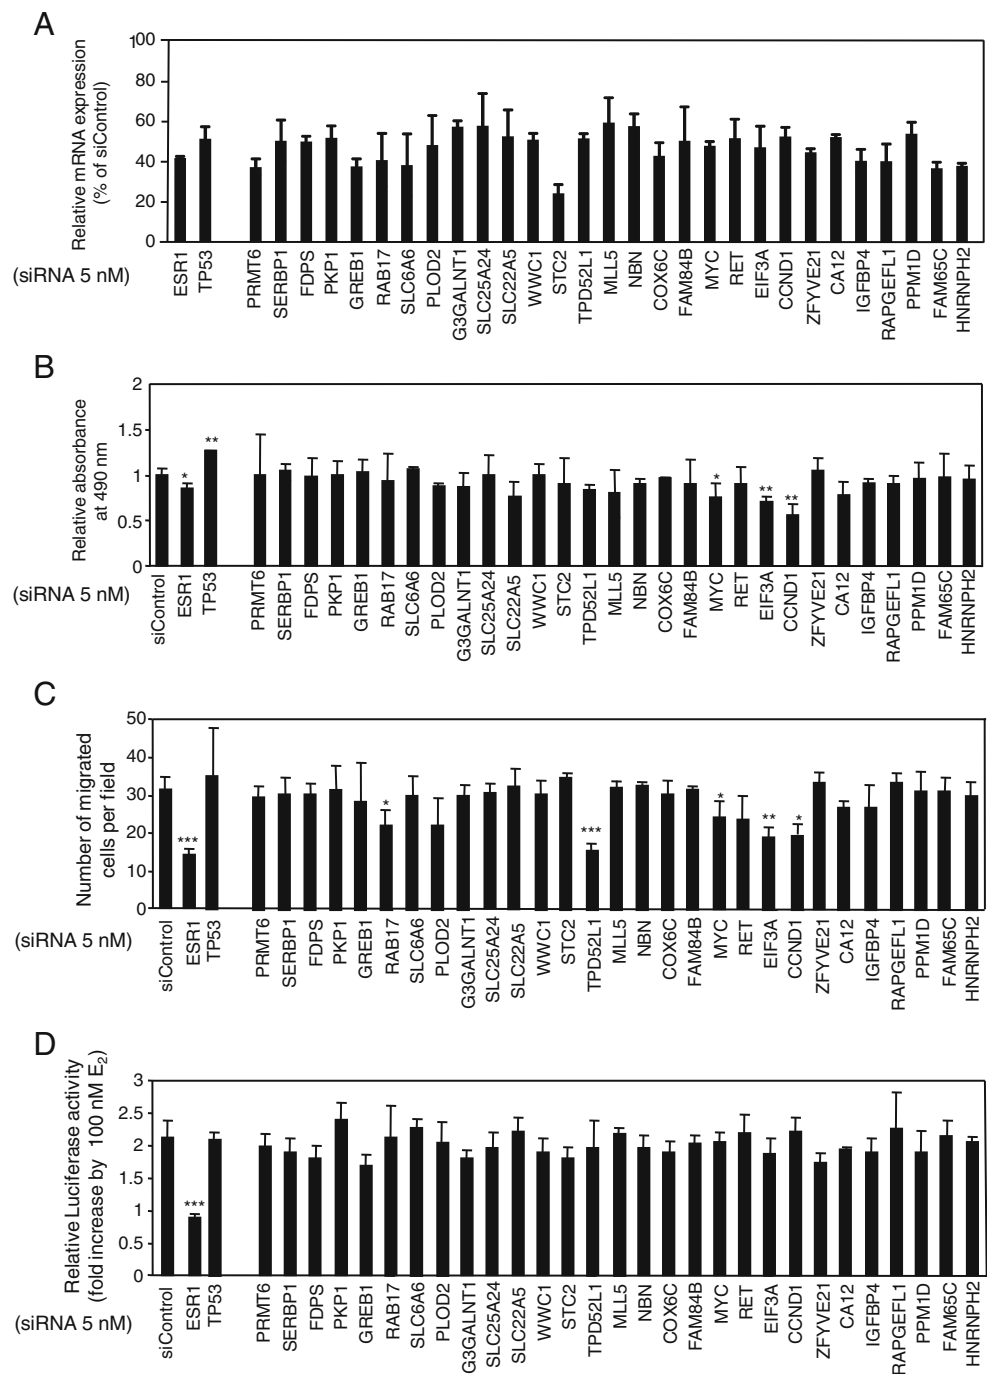 A
Relative mRNA expression
(% of siControl)
100
80
60
40
20
0
(siRNA 5 nM)
ESR1
TP53
PRMT6
SERBP1
FDPS
PKP1
GREB1
RAB17
SLC6A6
PLOD2
G3GALNT1
SLC25A24
SLC22A5
WWC1
STC2
TPD52L1
MLL5
NBN
COX6C
FAM84B
MYC
RET
EIF3A
CCND1
ZFYVE21
CA12
IGFBP4
RAPGEFL1
PPM1D
FAM65C
HNRNPH2
B
Relative absorbance
at 490 nm
2
1.5
1
0.5
0
*
**
*
**
**
(siRNA 5 nM)
siControl
ESR1
TP53
PRMT6
SERBP1
FDPS
PKP1
GREB1
RAB17
SLC6A6
PLOD2
G3GALNT1
SLC25A24
SLC22A5
WWC1
STC2
TPD52L1
MLL5
NBN
COX6C
FAM84B
MYC
RET
EIF3A
CCND1
ZFYVE21
CA12
IGFBP4
RAPGEFL1
PPM1D
FAM65C
HNRNPH2
C
Number of migrated
cells per field
50
40
30
20
10
0
***
*
***
*
**
*
(siRNA 5 nM)
siControl
ESR1
TP53
PRMT6
SERBP1
FDPS
PKP1
GREB1
RAB17
SLC6A6
PLOD2
G3GALNT1
SLC25A24
SLC22A5
WWC1
STC2
TPD52L1
MLL5
NBN
COX6C
FAM84B
MYC
RET
EIF3A
CCND1
ZFYVE21
CA12
IGFBP4
RAPGEFL1
PPM1D
FAM65C
HNRNPH2
D
Relative Luciferase activity
(fold increase by 100 nM E₂)
3
2.5
2
1.5
1
0.5
0
***
(siRNA 5 nM)
siControl
ESR1
TP53
PRMT6
SERBP1
FDPS
PKP1
GREB1
RAB17
SLC6A6
PLOD2
G3GALNT1
SLC25A24
SLC22A5
WWC1
STC2
TPD52L1
MLL5
NBN
COX6C
FAM84B
MYC
RET
EIF3A
CCND1
ZFYVE21
CA12
IGFBP4
RAPGEFL1
PPM1D
FAM65C
HNRNPH2